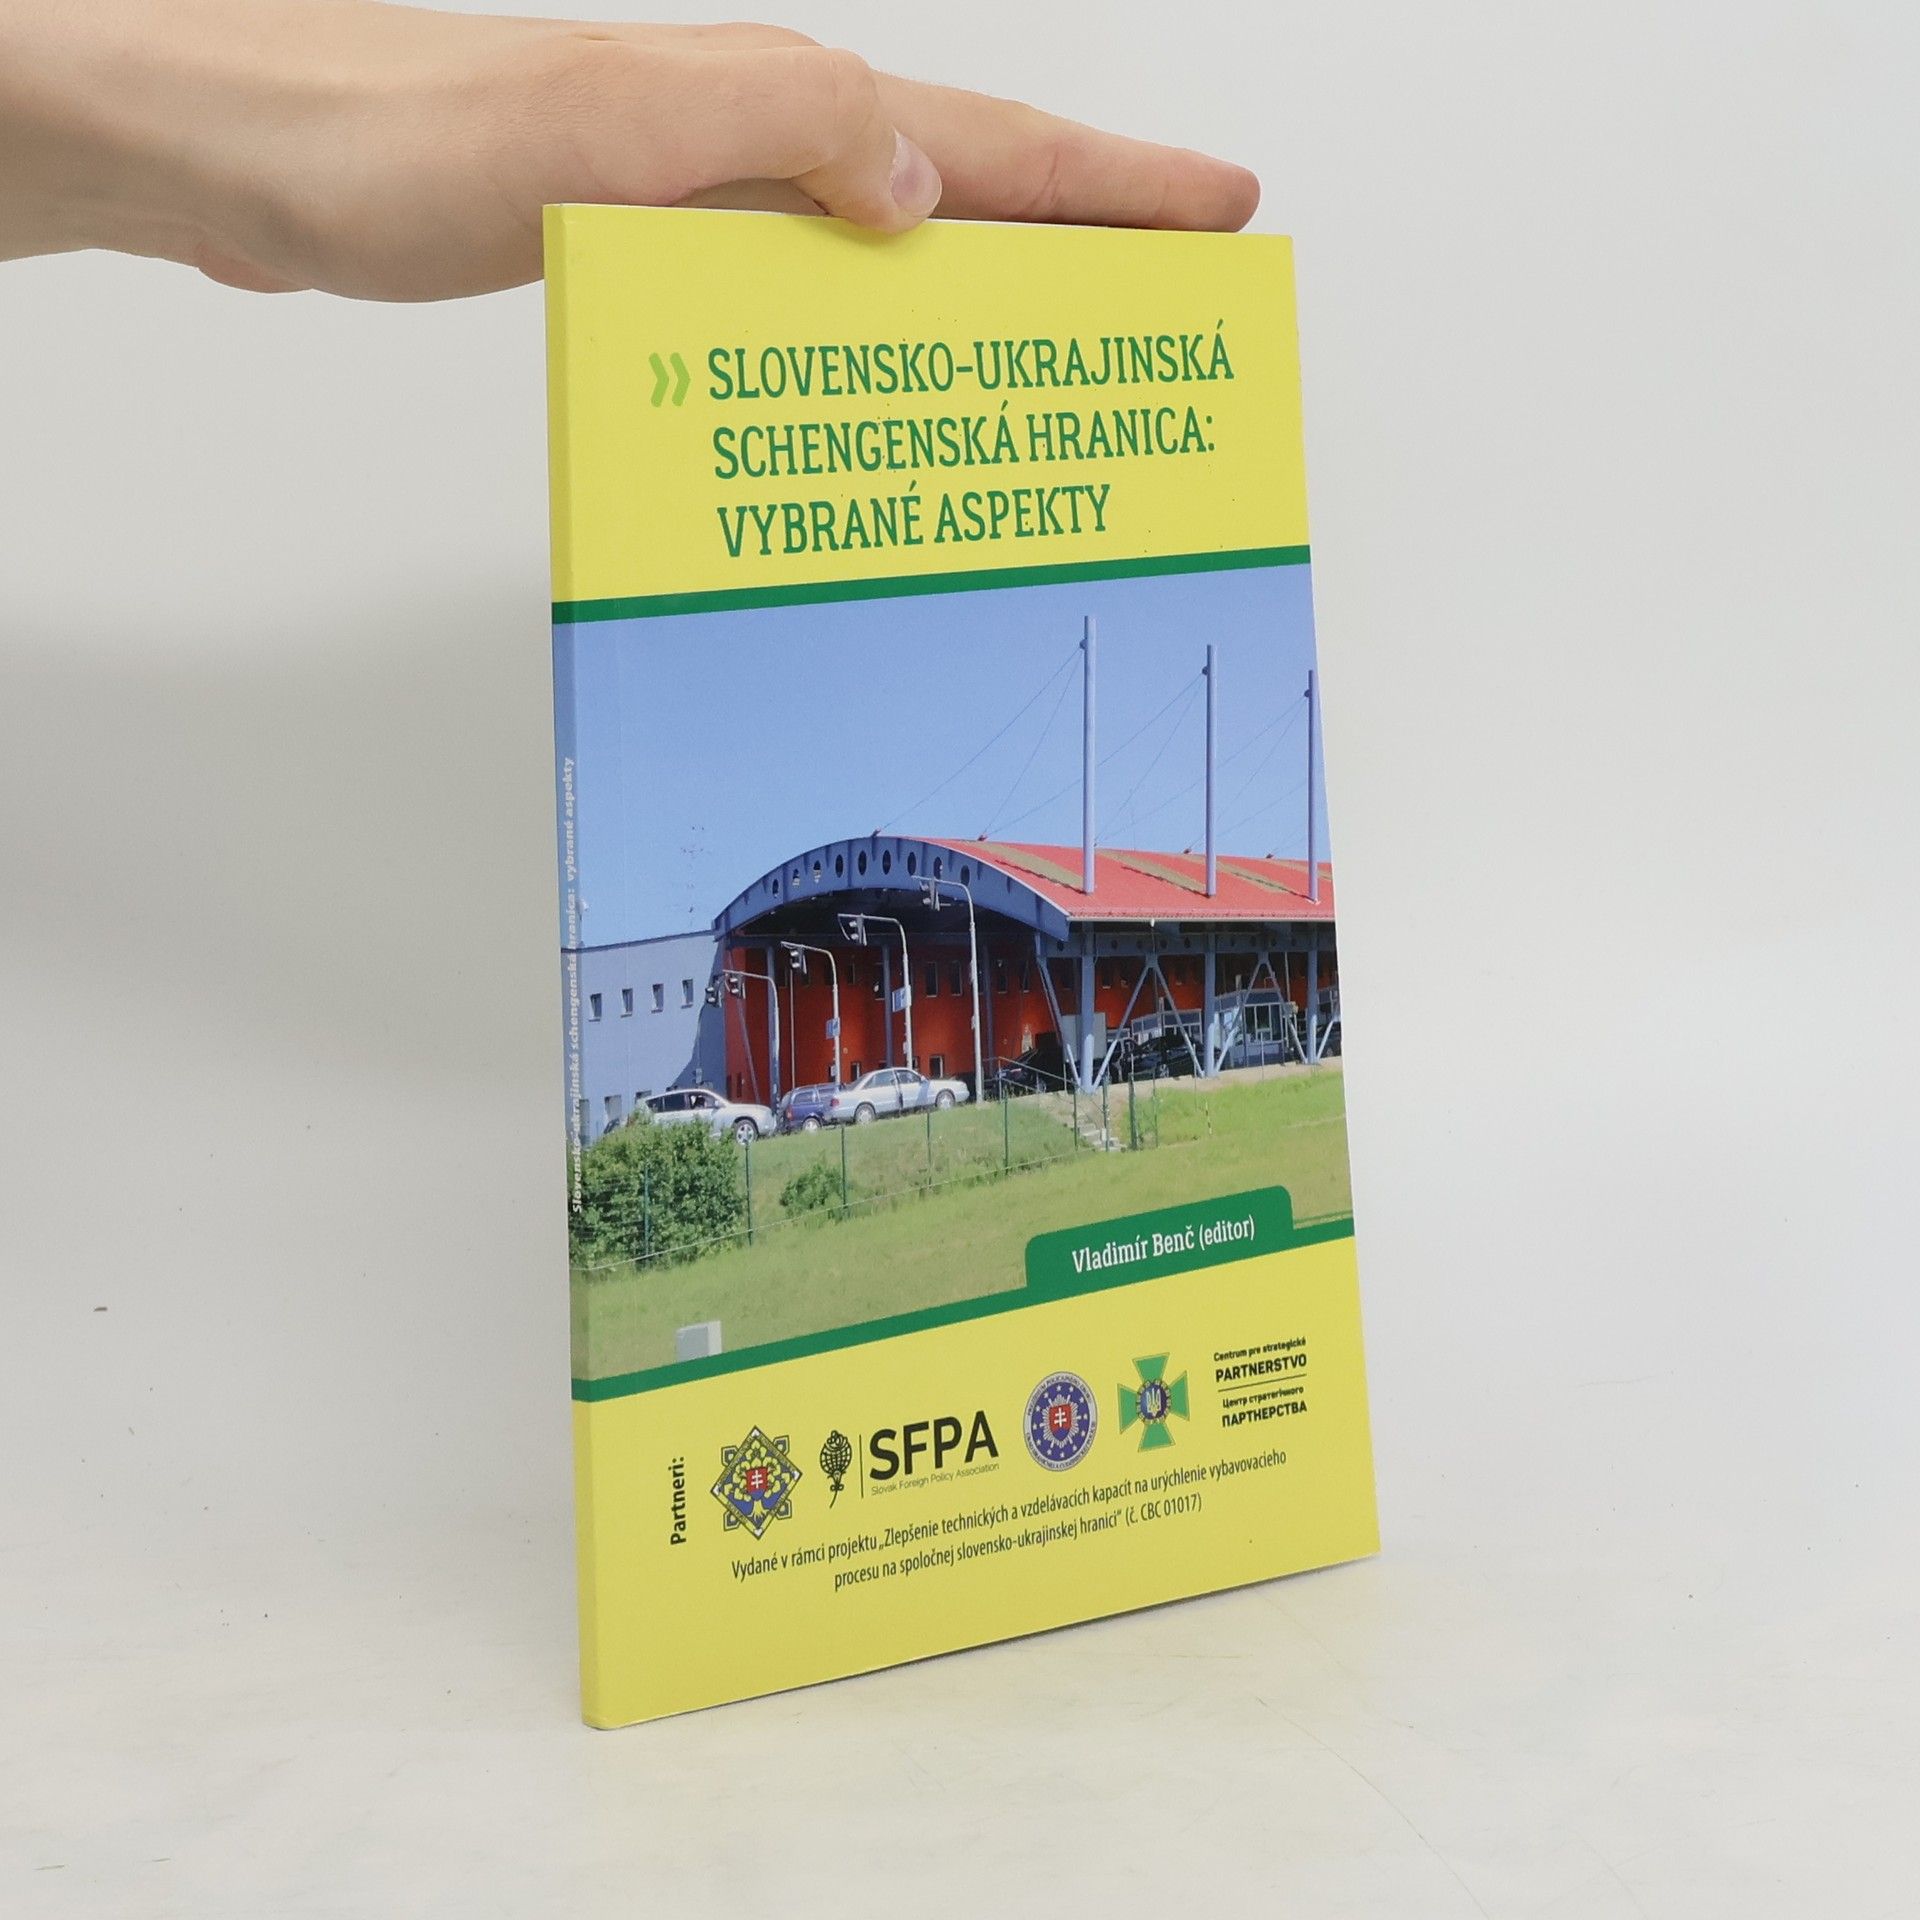 » SLOVENSKO-UKRAJINSKÁ
SCHENGENSKÁ HRANICA:
VYBRANÉ ASPEKTY
Slovensko-ukrajinská schengenská hranica: vybrané aspekty
Vladimír Benč (editor)
Partneri:
SFPA
Slovak Foreign Policy Association
Centrum pre strategické
PARTNERSTVO
Центр стратегічного
ПАРТНЕРСТВА
Vydané v rámci projektu „Zlepšenie technických a vzdelávacích kapacít na urýchlenie vybavovacieho
procesu na spoločnej slovensko-ukrajinskej hranici“ (č. CBC 01017)